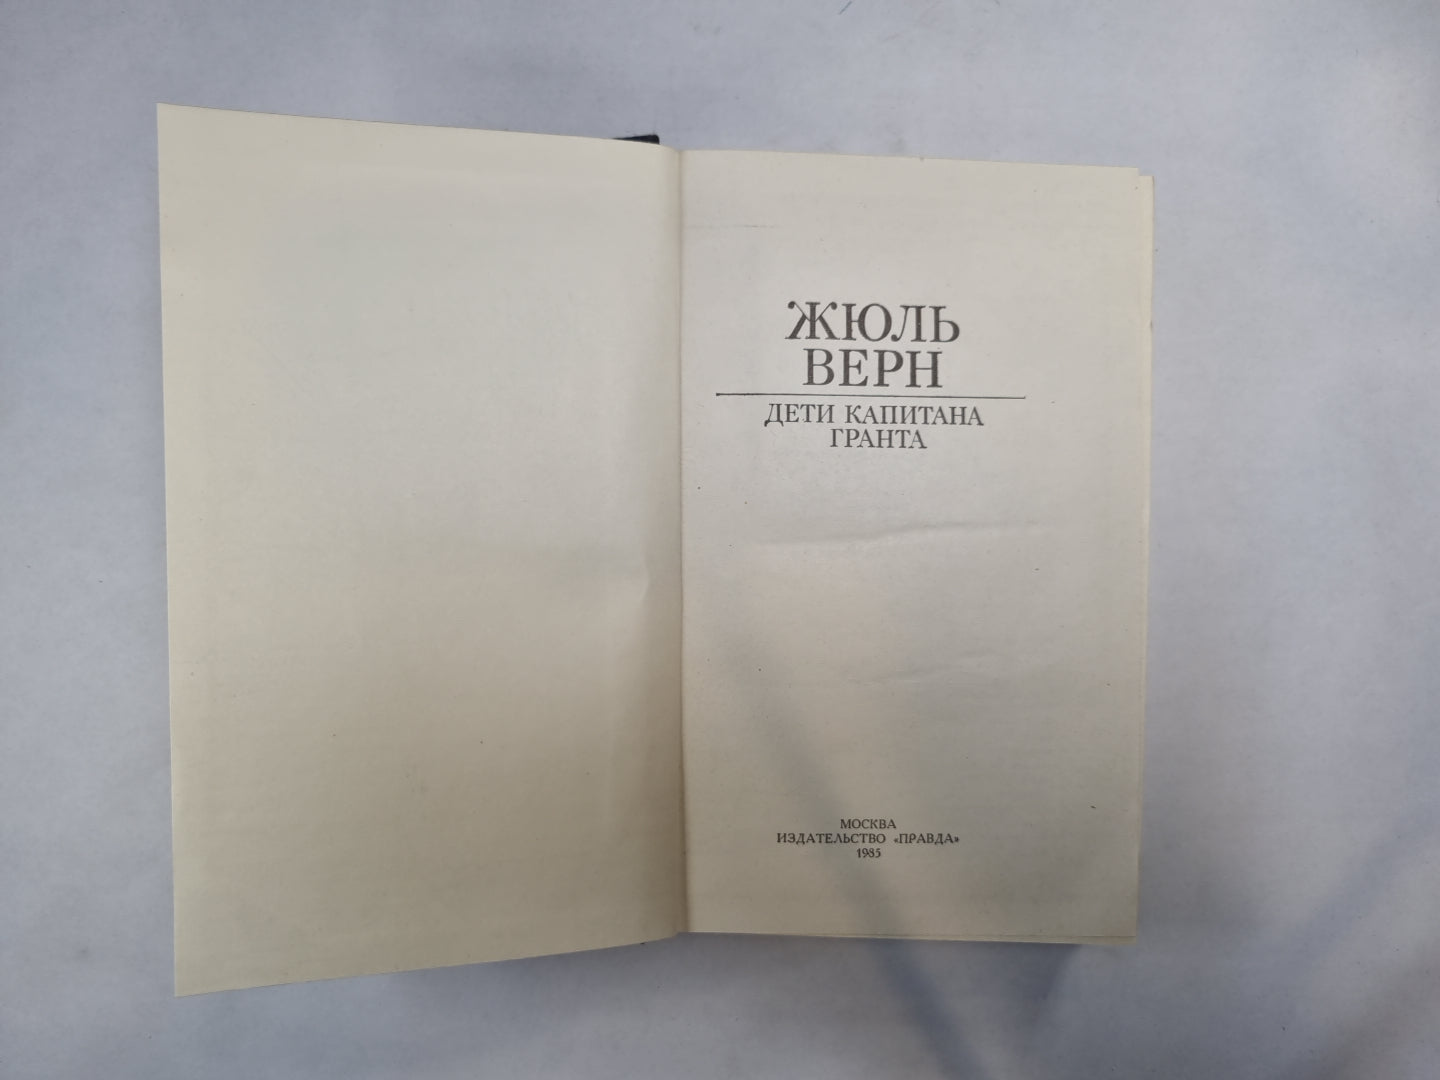 ЖЮЛЬ
ВЕРН
ДЕТИ КАПИТАНА
ГРАНТА
МОСКВА
ИЗДАТЕЛЬСТВО «ПРАВДА»
1985